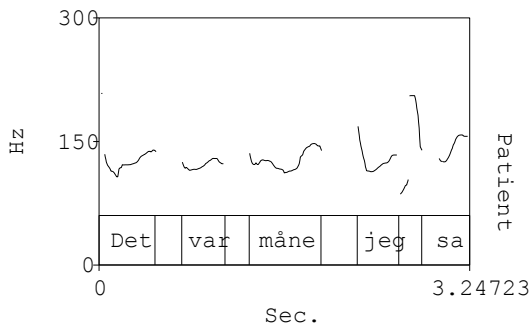 300
150
0
Hz
Det var måne jeg sa
Patient
0 3.24723
Sec.